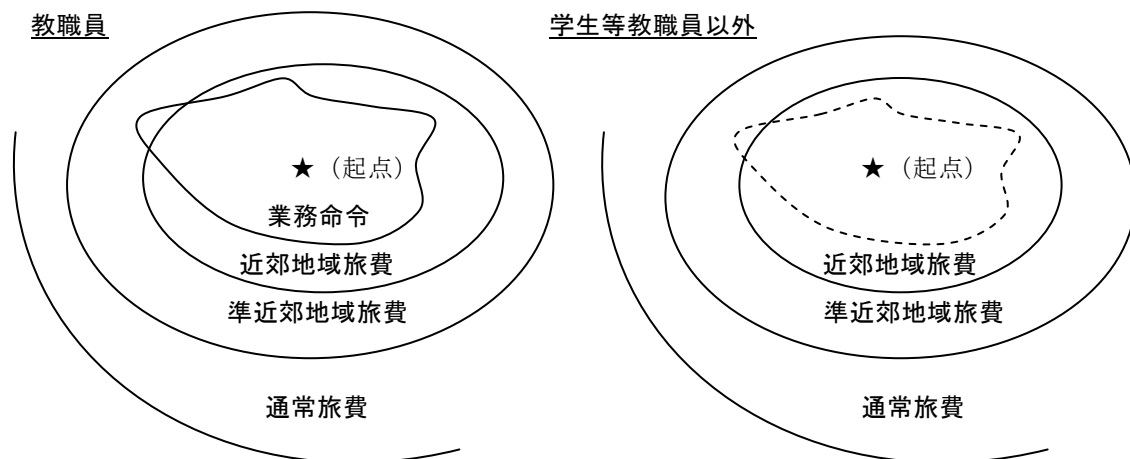 教職員
★（起点）
業務命令
近郊地域旅費
準近郊地域旅費
通常旅費
学生等教職員以外
★（起点）
近郊地域旅費
準近郊地域旅費
通常旅費